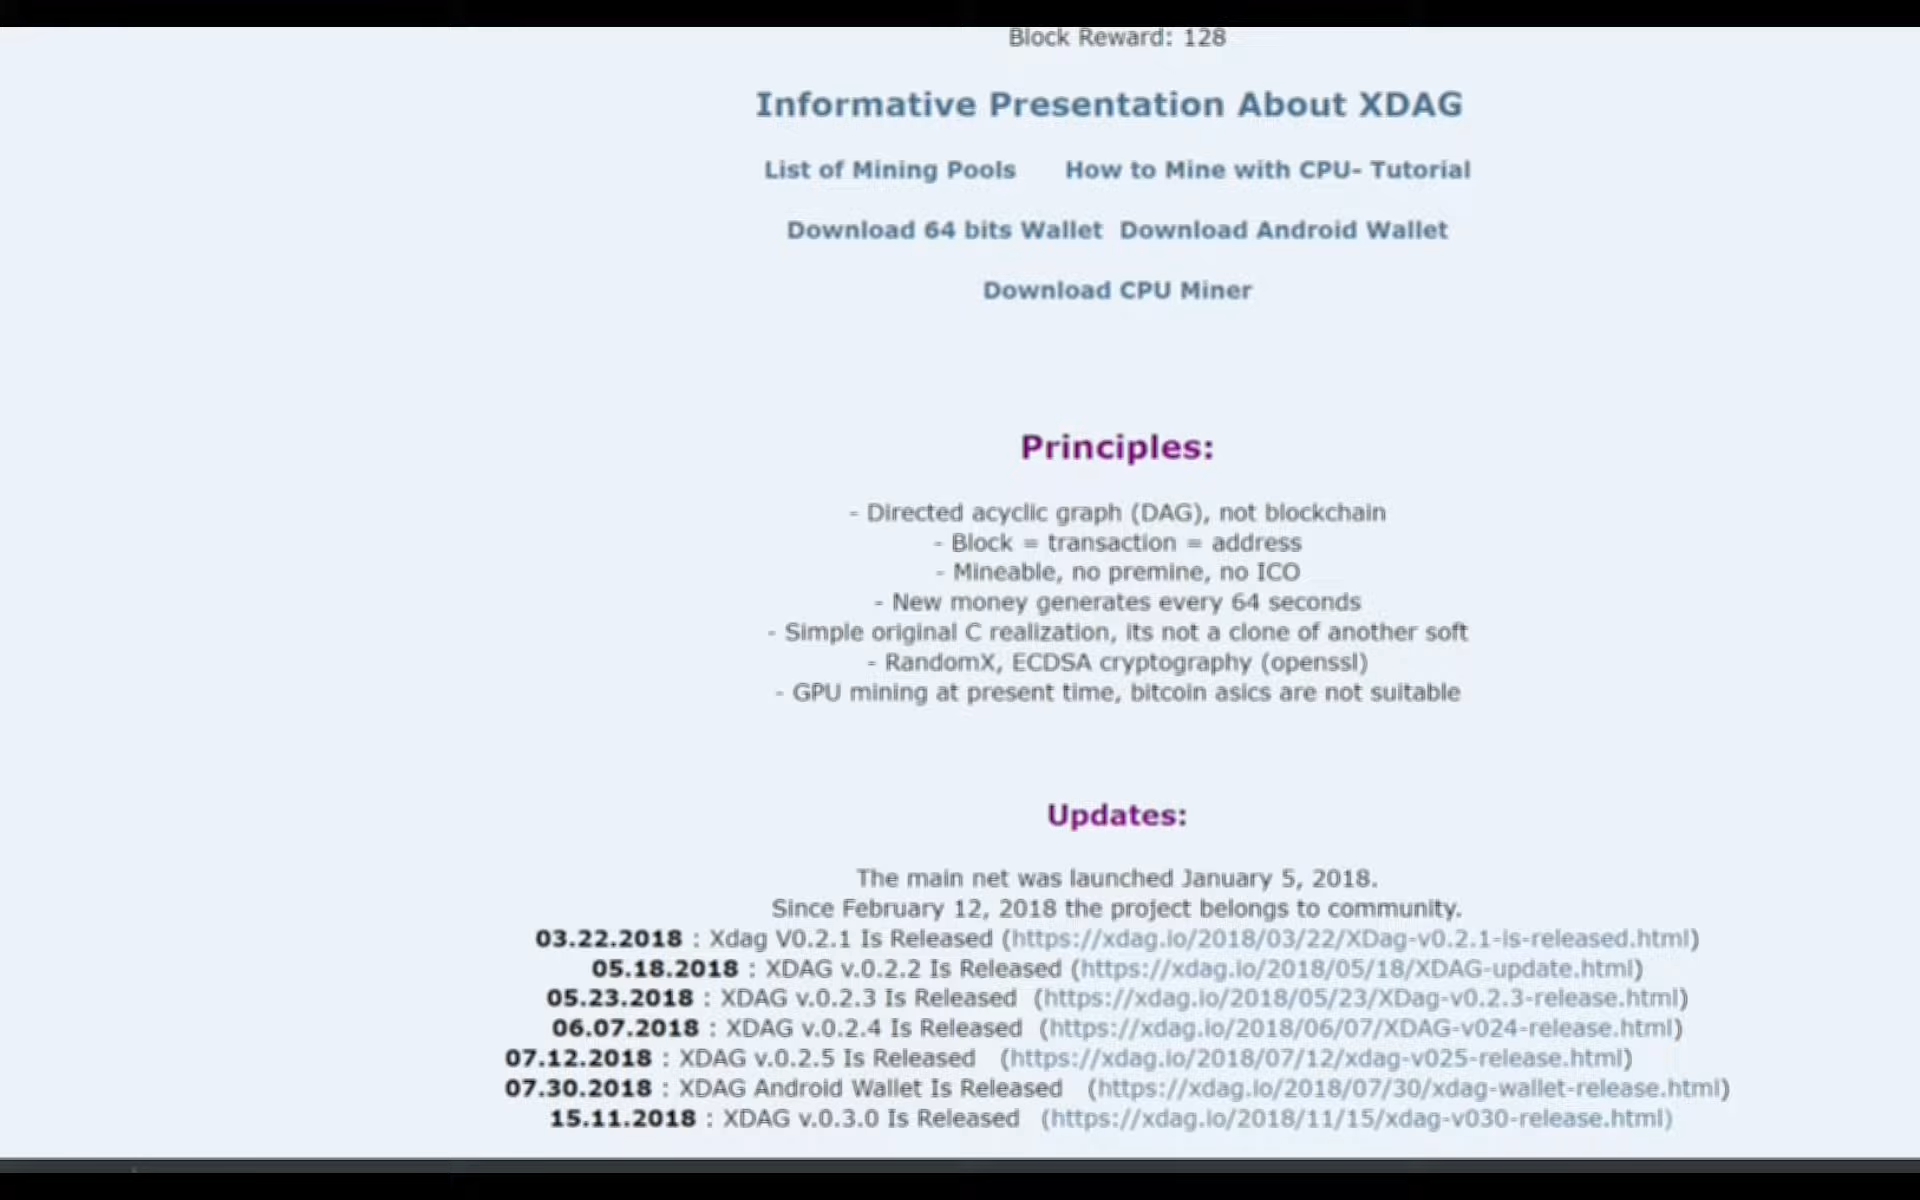 Block Reward: 128
Informative Presentation About XDAG
List of Mining Pools How to Mine with CPU- Tutorial
Download 64 bits Wallet Download Android Wallet
Download CPU Miner
Principles:
- Directed acyclic graph (DAG), not blockchain
- Block = transaction = address
- Mineable, no premine, no ICO
- New money generates every 64 seconds
- Simple original C realization, its not a clone of another soft
- RandomX, ECDSA cryptography (openssl)
- GPU mining at present time, bitcoin asics are not suitable
Updates:
The main net was launched January 5, 2018.
Since February 12, 2018 the project belongs to community.
03.22.2018 : Xdag V0.2.1 Is Released (https://xdag.io/2018/03/22/XDag-v0.2.1-is-released.html)
05.18.2018 : XDAG v.0.2.2 Is Released (https://xdag.io/2018/05/18/XDAG-update.html)
05.23.2018 : XDAG v.0.2.3 Is Released (https://xdag.io/2018/05/23/XDag-v0.2.3-release.html)
06.07.2018 : XDAG v.0.2.4 Is Released (https://xdag.io/2018/06/07/XDAG-v024-release.html)
07.12.2018 : XDAG v.0.2.5 Is Released (https://xdag.io/2018/07/12/xdag-v025-release.html)
07.30.2018 : XDAG Android Wallet Is Released (https://xdag.io/2018/07/30/xdag-wallet-release.html)
15.11.2018 : XDAG v.0.3.0 Is Released (https://xdag.io/2018/11/15/xdag-v030-release.html)